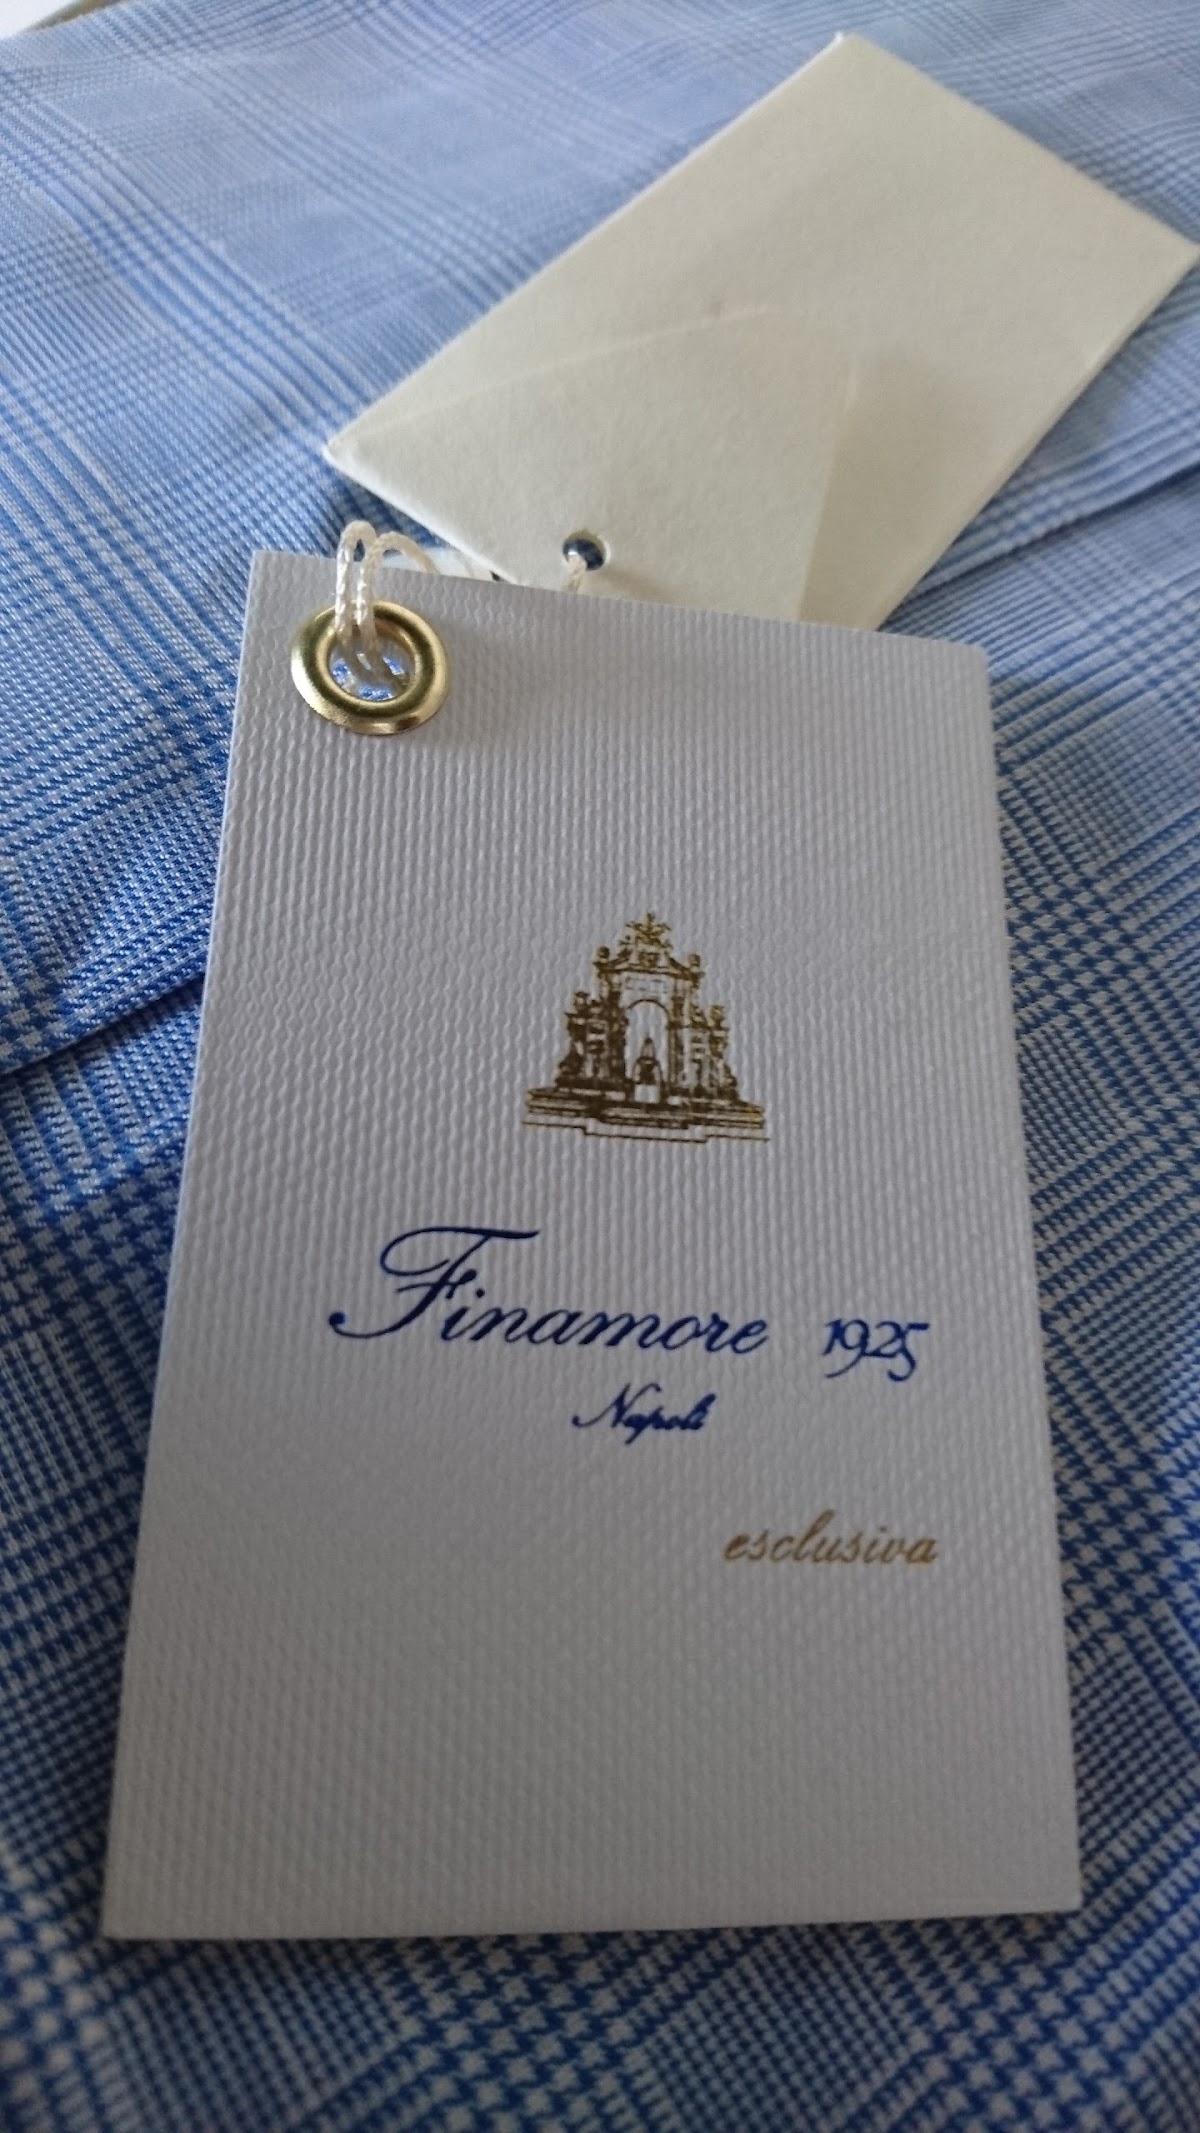 Finamore 1925
Napoli
esclusiva